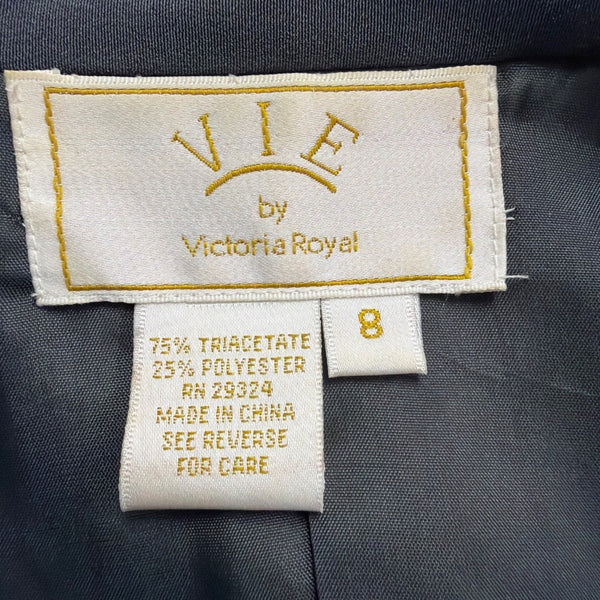 VIE
by
Victoria Royal
8
75% TRIACETATE
25% POLYESTER
RN 29324
MADE IN CHINA
SEE REVERSE
FOR CARE